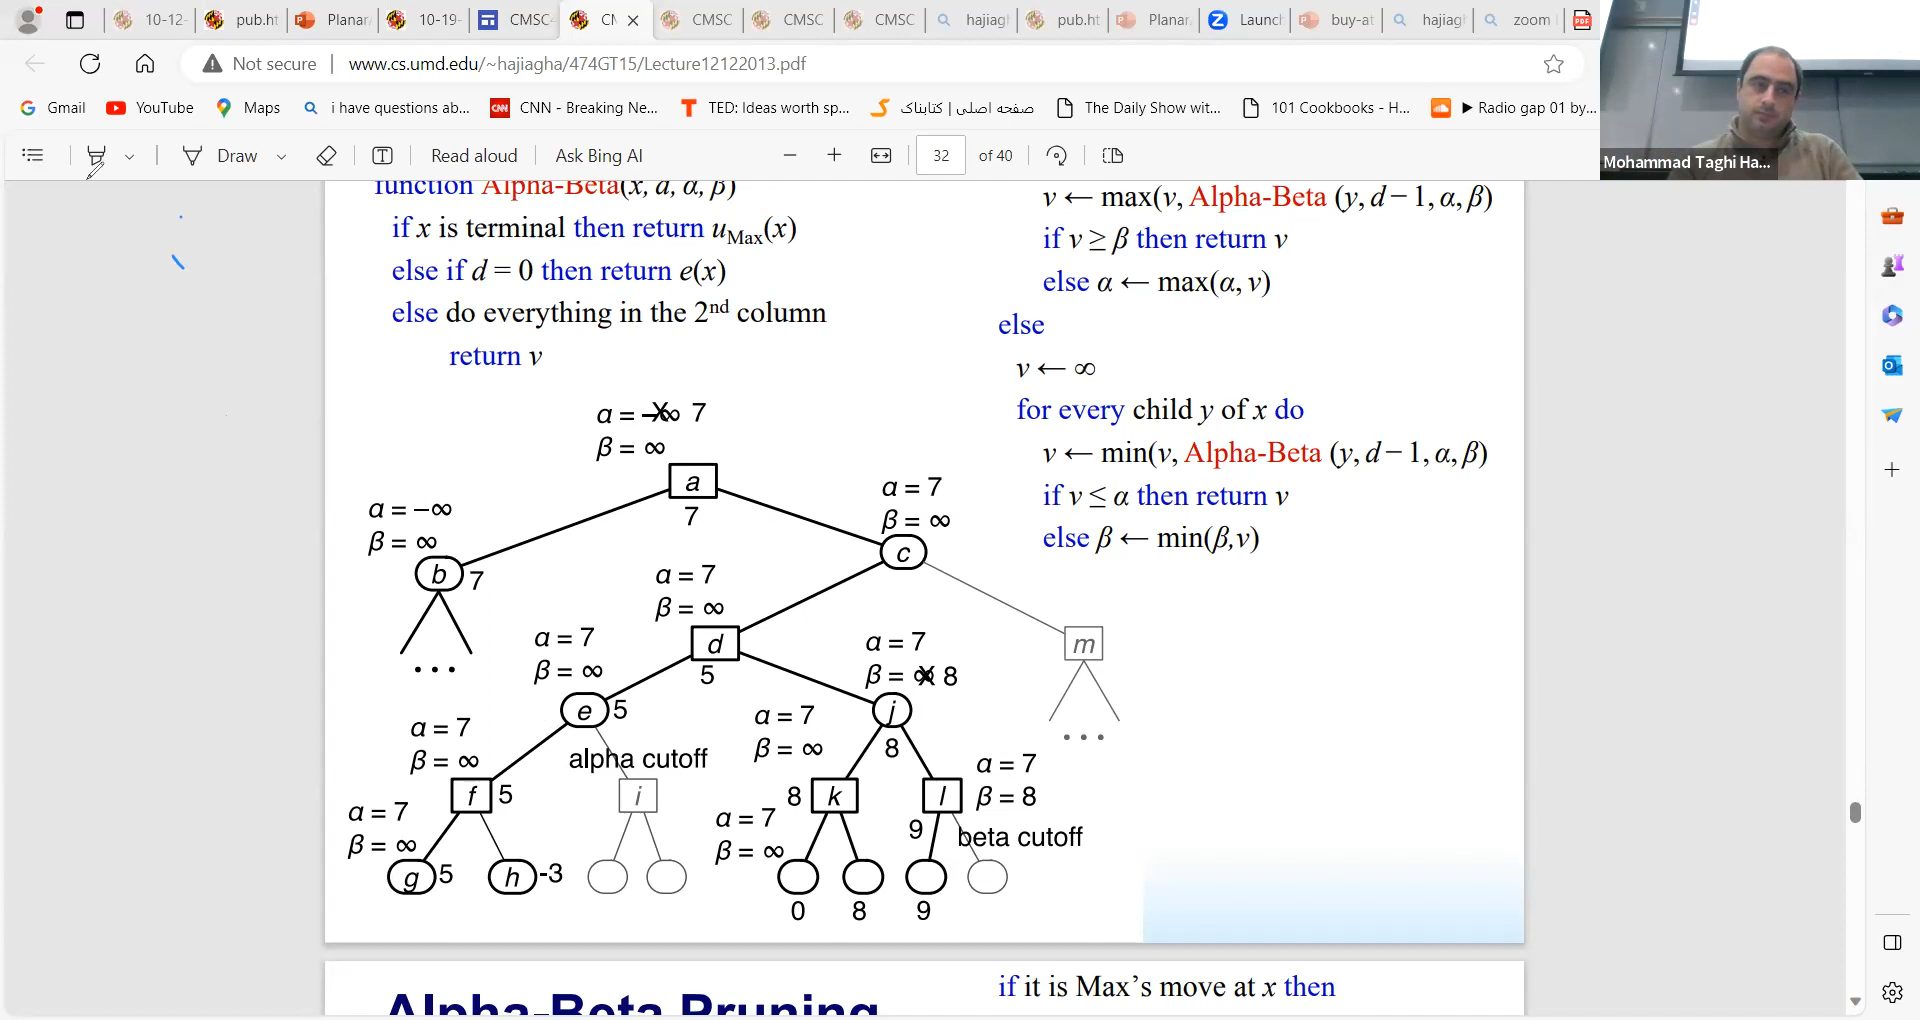 10-12-
pub.ht
Planar
10-19-
CMSC
CM
CMSC
CMSC
CMSC
hajiagh
pub.ht
Planar
Launch
buy-at
hajiag
zoom
Not secure
www.cs.umd.edu/~hajiagha/474GT15/Lecture12122013.pdf
Gmail
YouTube
Maps
i have questions ab...
CNN - Breaking Ne...
TED: Ideas worth sp...
صفحه اصلی | کتابناک
The Daily Show wit...
101 Cookbooks - H...
▶ Radio gap 01 by...
Mohammad Taghi Ha...
Draw
Read aloud
Ask Bing AI
32
of 40
function Alpha-Beta(x, d, α, β)
if x is terminal then return uMax(x)
else if d = 0 then return e(x)
else do everything in the 2nd column
return v
v ← max(v, Alpha-Beta (y, d − 1, α, β)
if v ≥ β then return v
else α ← max(α, v)
else
v ← ∞
for every child y of x do
v ← min(v, Alpha-Beta (y, d − 1, α, β)
if v ≤ α then return v
else β ← min(β,v)
α = –∞ 7
β = ∞
a
7
α = –∞
β = ∞
b
7
...
α = 7
β = ∞
c
α = 7
β = ∞
d
5
m
...
α = 7
β = ∞
e
5
α = 7
β = ∞ 8
j
8
α = 7
β = ∞
f
5
alpha cutoff
i
α = 7
β = ∞
8
k
l
α = 7
β = 8
9
beta cutoff
α = 7
β = ∞
g
5
h
-3
α = 7
β = ∞
0
8
9
Alpha-Beta Pruning
if it is Max’s move at x then